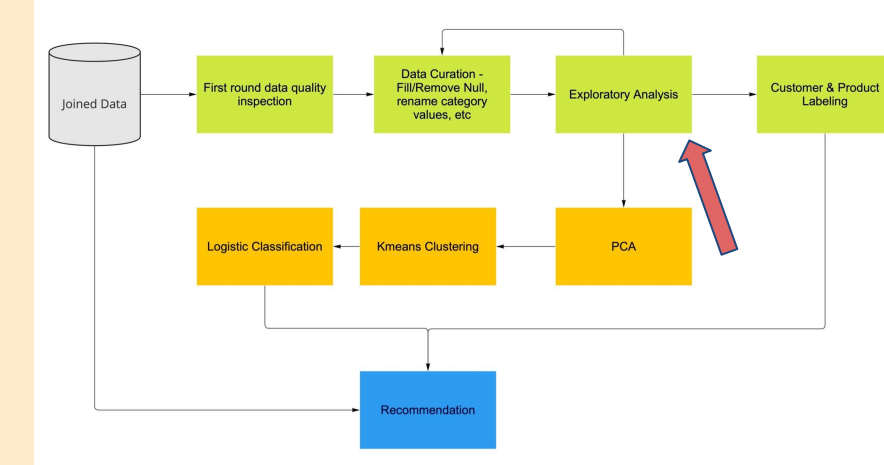 Joined Data
First round data quality
inspection
Data Curation -
Fill/Remove Null,
rename category
values, etc
Exploratory Analysis
Customer & Product
Labeling
Logistic Classification
Kmeans Clustering
PCA
Recommendation